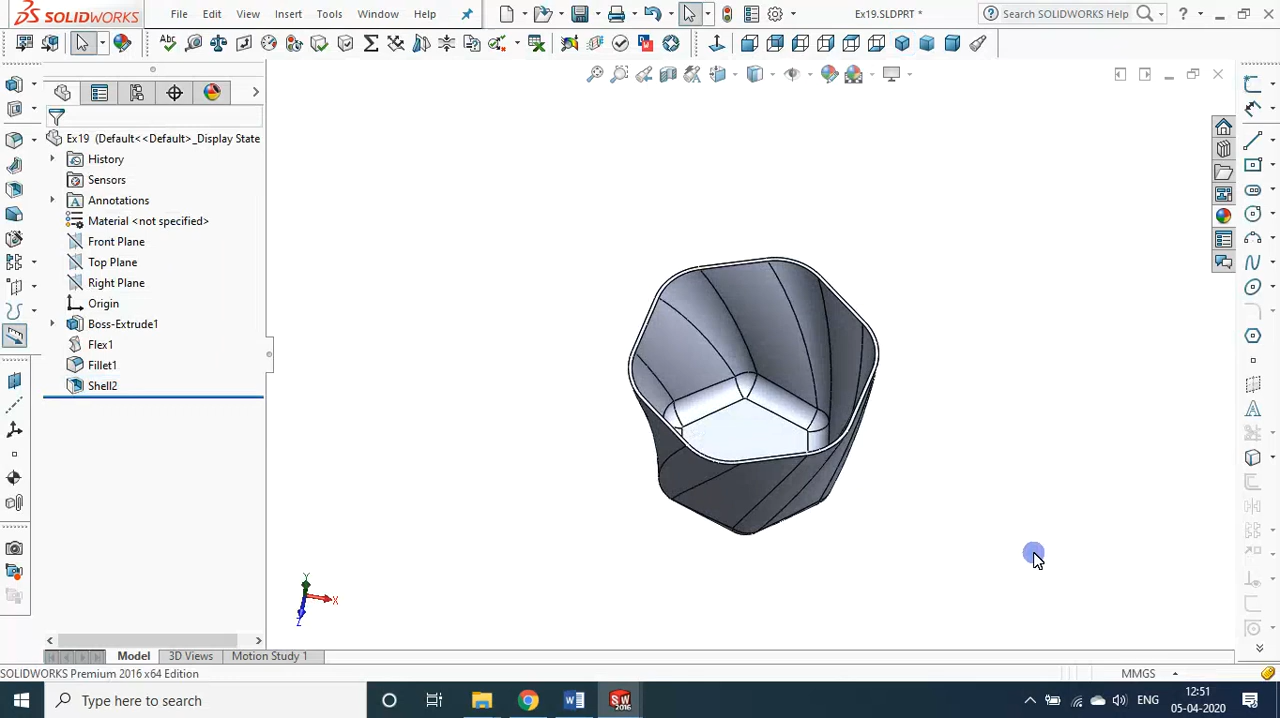 SOLIDWORKS File Edit View Insert Tools Window Help Ex19.SLDPRT * Search SOLIDWORKS Help ?
Ex19 (Default<<Default>_Display State
History
Sensors
Annotations
Material <not specified>
Front Plane
Top Plane
Right Plane
Origin
Boss-Extrude1
Flex1
Fillet1
Shell2
Y
X
Z
Model 3D Views Motion Study 1
SOLIDWORKS Premium 2016 x64 Edition MMGS
Type here to search ENG 12:51
05-04-2020